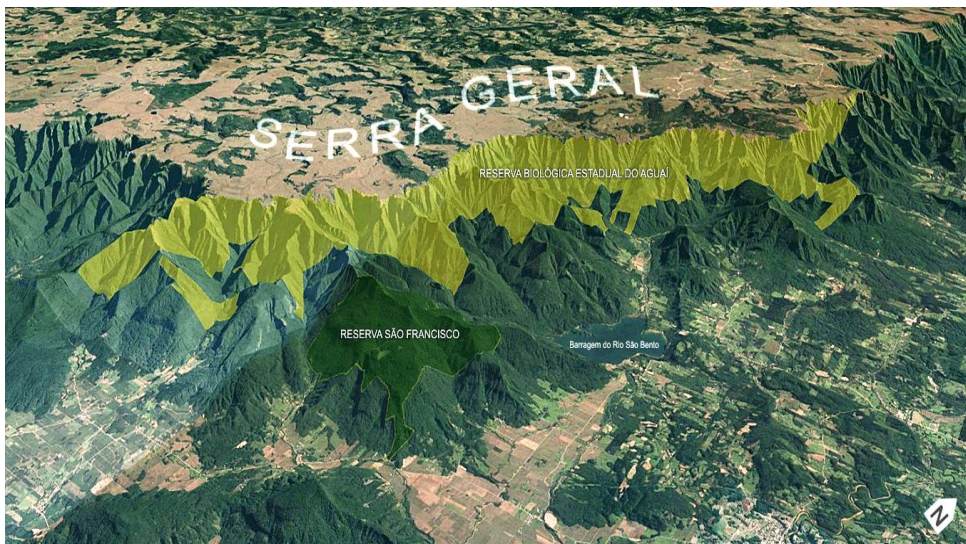 SERRA GERAL
RESERVA BIOLÓGICA ESTADUAL DO AGUAÍ
RESERVA SÃO FRANCISCO
Barragem do Rio São Bento
N